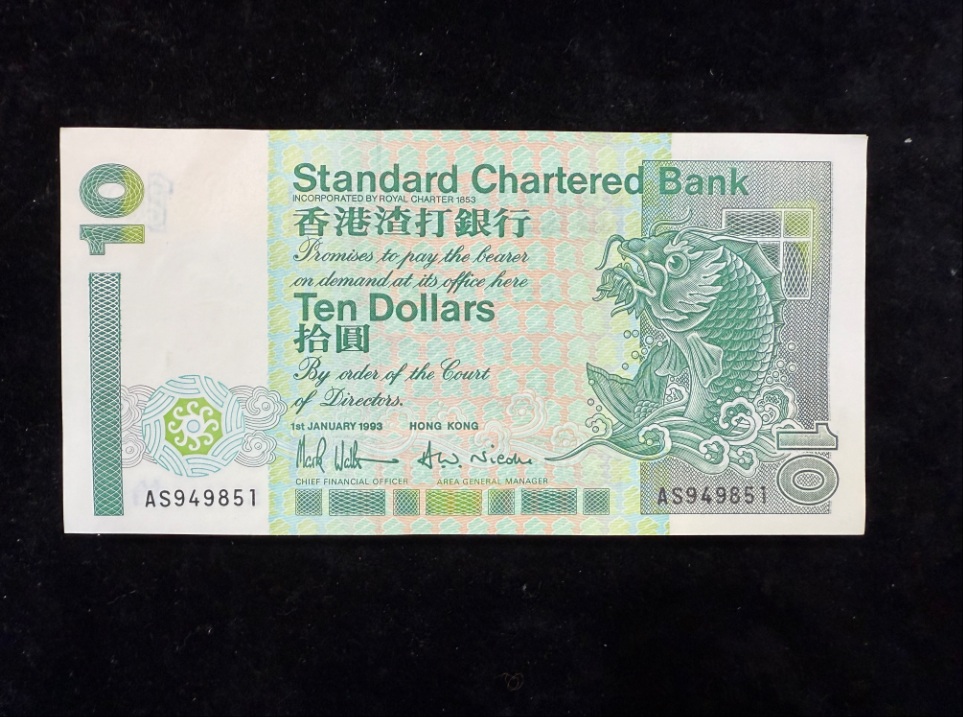 10
Standard Chartered Bank
INCORPORATED BY ROYAL CHARTER 1853
香港渣打銀行
Promises to pay the bearer
on demand at its office here
Ten Dollars
拾圓
By order of the Court
of Directors.
1st JANUARY 1993 HONG KONG
CHIEF FINANCIAL OFFICER AREA GENERAL MANAGER
AS949851 AS949851
10